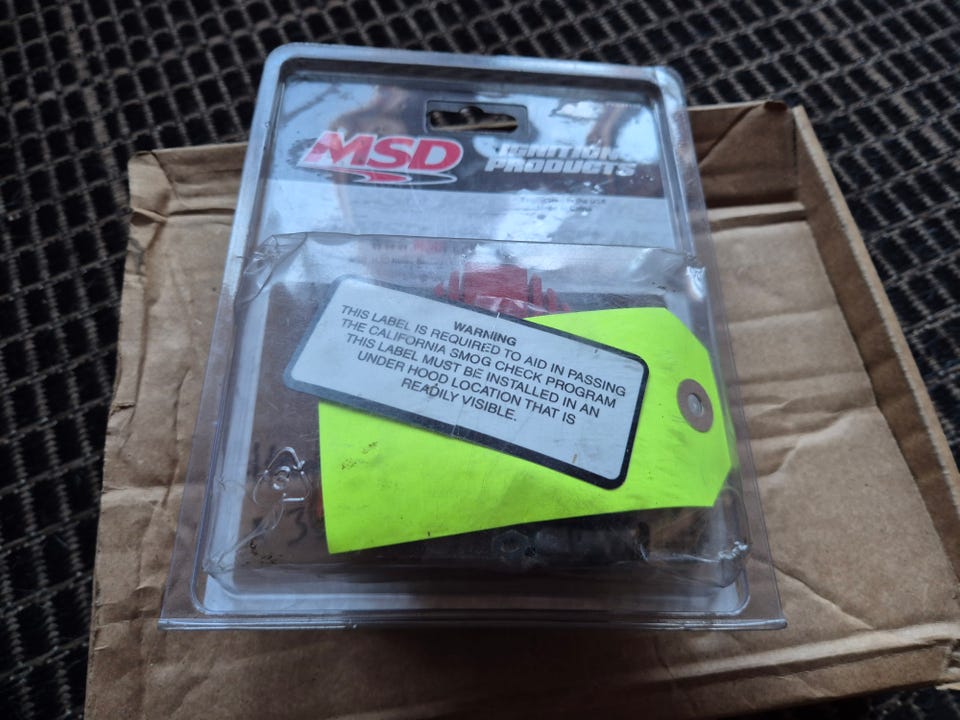 MSD
IGNITION
PRODUCTS
WARNING
THIS LABEL IS REQUIRED TO AID IN PASSING
THE CALIFORNIA SMOG CHECK PROGRAM
THIS LABEL MUST BE INSTALLED IN AN
UNDER HOOD LOCATION THAT IS
READILY VISIBLE.